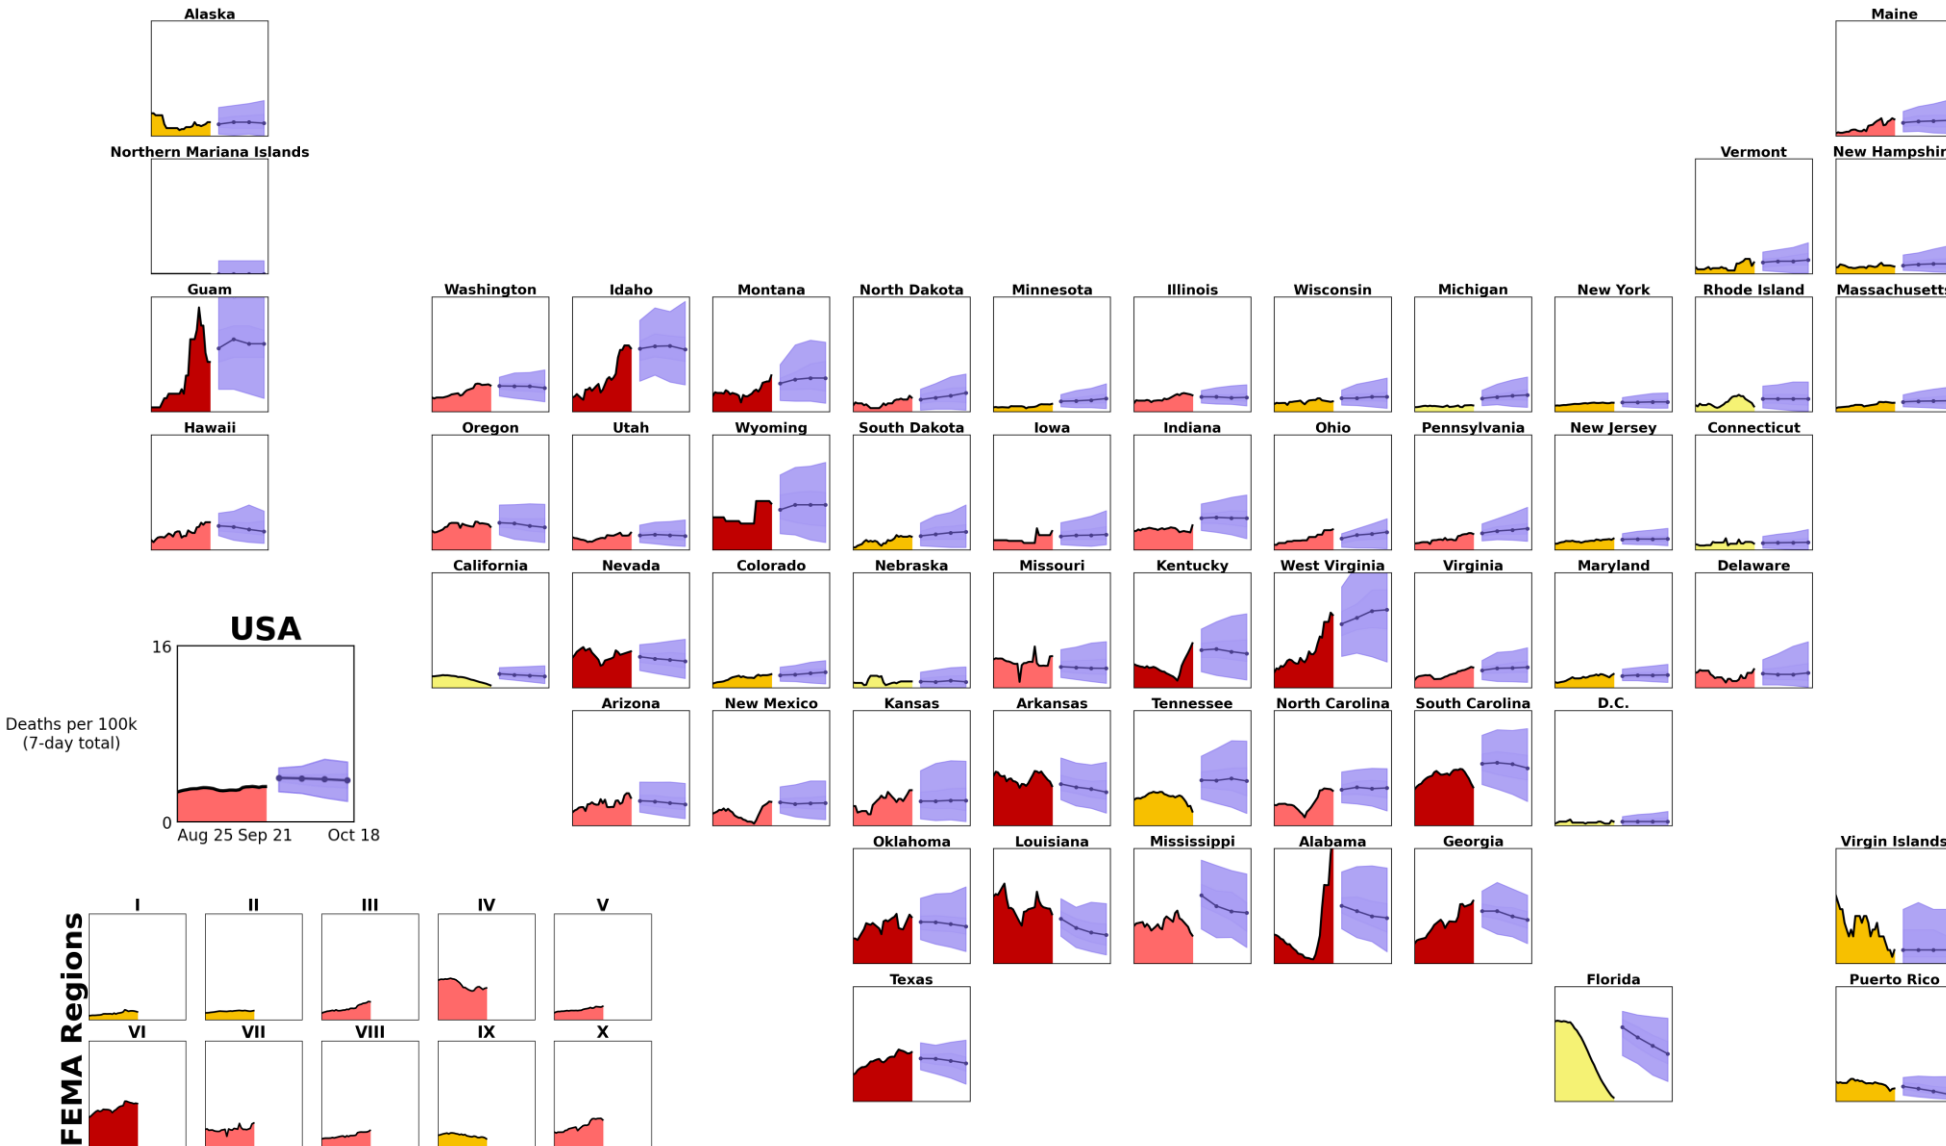 Alaska
Maine
Northern Mariana Islands
Vermont
New Hampshir
Guam
Washington
Idaho
Montana
North Dakota
Minnesota
Illinois
Wisconsin
Michigan
New York
Rhode Island
Massachusetts
Hawaii
Oregon
Utah
Wyoming
South Dakota
Iowa
Indiana
Ohio
Pennsylvania
New Jersey
Connecticut
California
Nevada
Colorado
Nebraska
Missouri
Kentucky
West Virginia
Virginia
Maryland
Delaware
USA
16
Deaths per 100k
(7-day total)
0
Aug 25 Sep 21 Oct 18
Arizona
New Mexico
Kansas
Arkansas
Tennessee
North Carolina
South Carolina
D.C.
Oklahoma
Louisiana
Mississippi
Alabama
Georgia
Virgin Islands
Texas
Florida
Puerto Rico
FEMA Regions
I
II
III
IV
V
VI
VII
VIII
IX
X